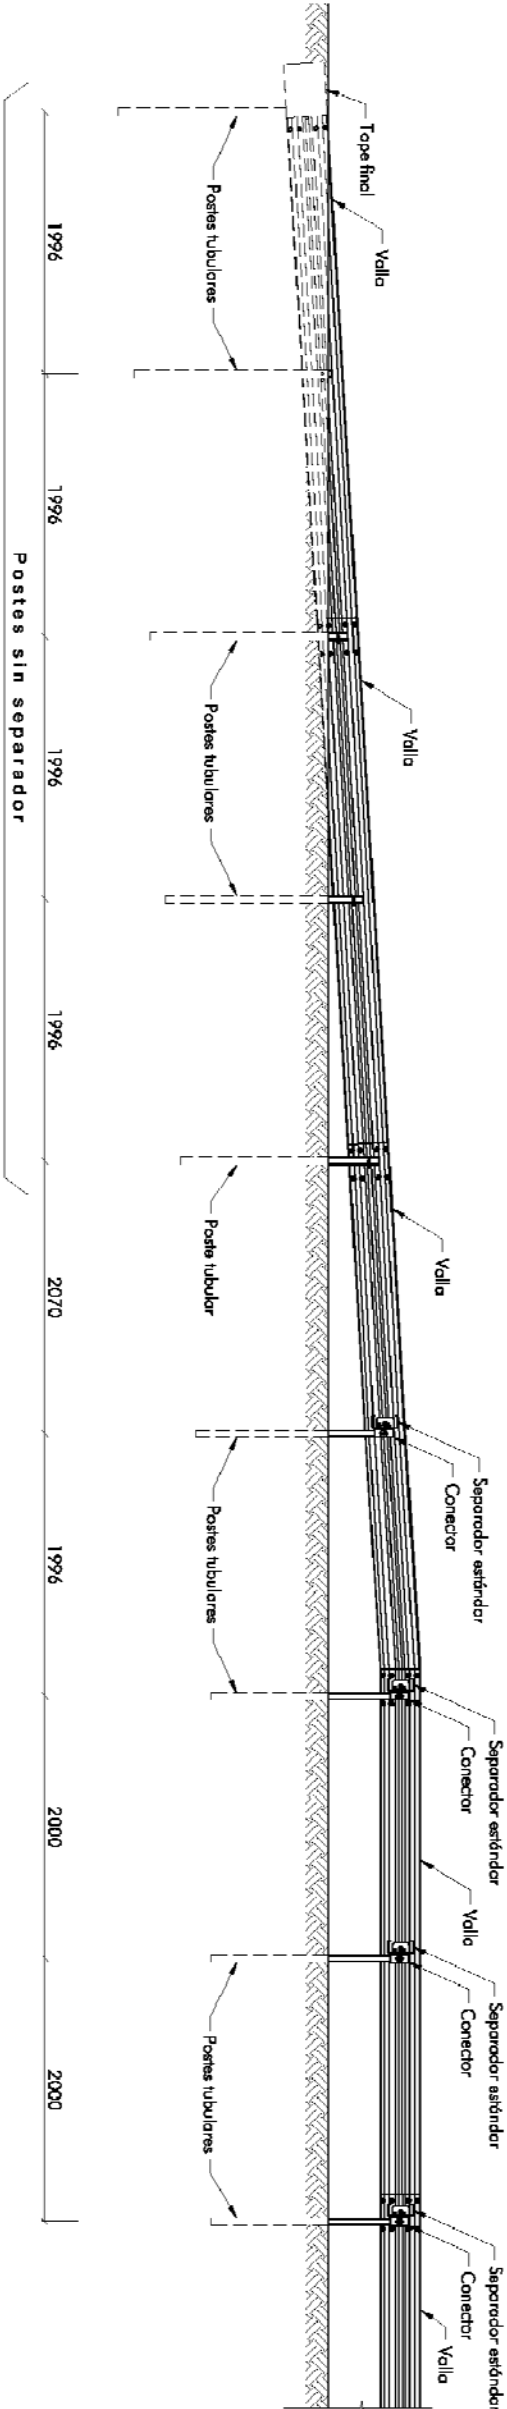 Separador estándar
Separador estándar
Separador estándar
Separador estándar
Conector
Valla
Conector
Conector
Valla
Conector
Valla
Valla
Valla
Tope final
Postes tubulares
Postes tubulares
Poste tubular
Postes tubulares
Postes tubulares
1996
1996
1996
1996
2070
1996
2000
2000
Postes sin separador